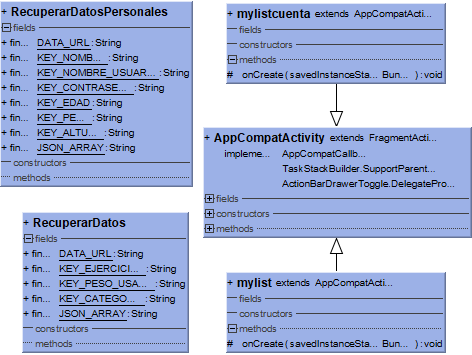 + RecuperarDatosPersonales
fields
+ fin... DATA_URL:String
+ fin... KEY_NOMB... :String
+ fin... KEY_NOMBRE_USUAR... :String
+ fin... KEY_CONTRASE... :String
+ fin... KEY_EDAD :String
+ fin... KEY_PE... :String
+ fin... KEY_ALTU... :String
+ fin... JSON_ARRAY:String
constructors
methods
+ mylistcuenta extends AppCompatActi...
fields
constructors
methods
# onCreate(savedInstanceSta... Bun... ):void
+ AppCompatActivity extends FragmentActi...
impleme... AppCompatCallb...
TaskStackBuilder.SupportParent...
ActionBarDrawerToggle.DelegatePro...
fields
constructors
methods
+ RecuperarDatos
fields
+ fin... DATA_URL:String
+ fin... KEY_EJERCICI... :String
+ fin... KEY_PESO_USA... :String
+ fin... KEY_CATEGO... :String
+ fin... JSON_ARRAY:String
constructors
methods
+ mylist extends AppCompatActi...
fields
constructors
methods
# onCreate(savedInstanceSta... Bun... ):void